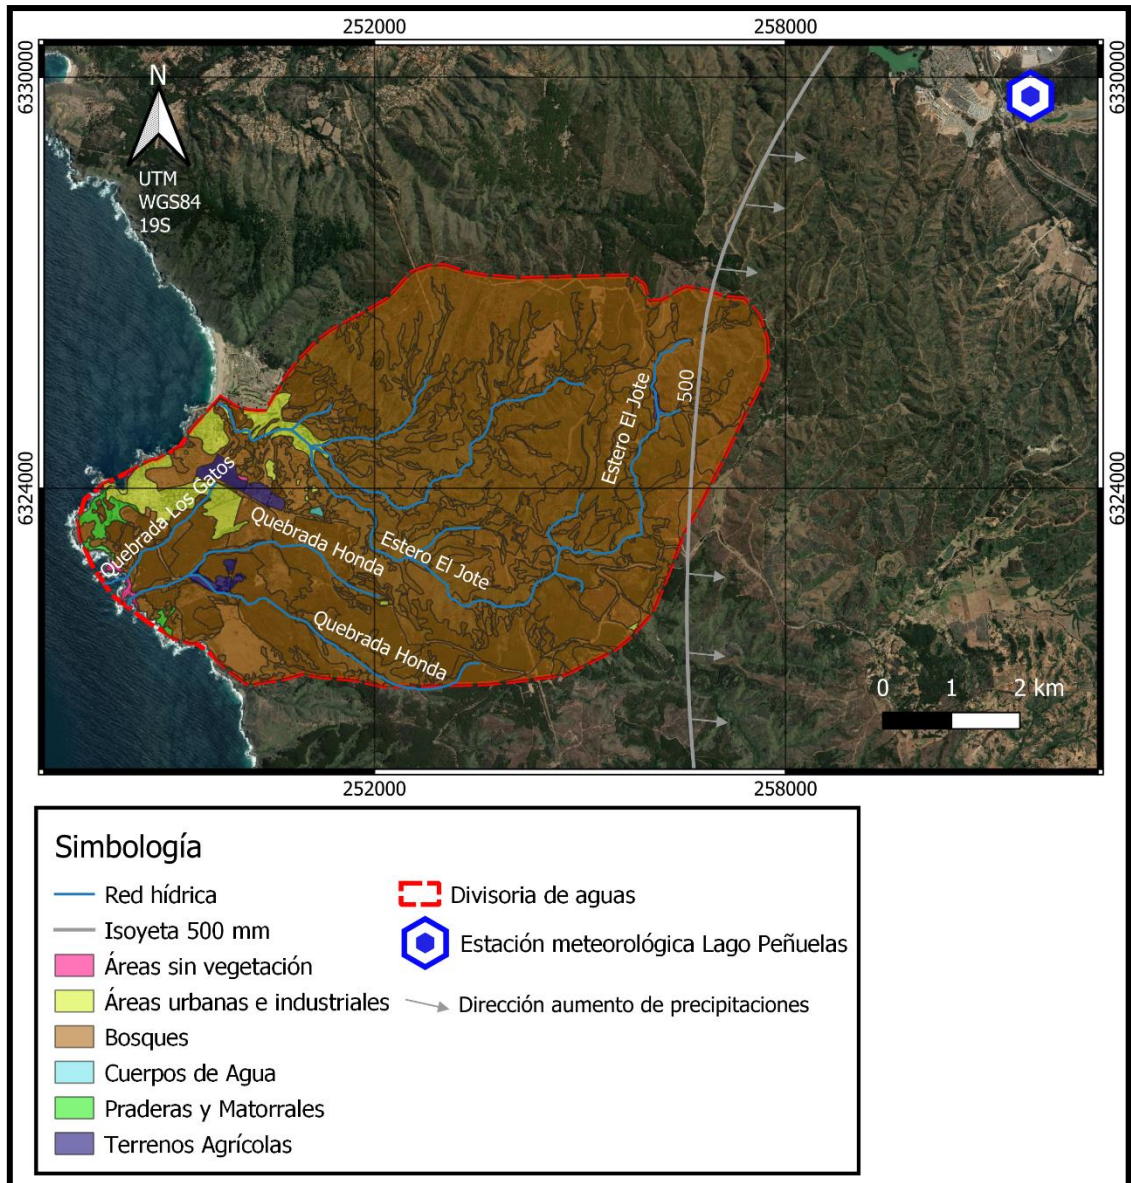 252000
258000
6330000
6330000
N
UTM
WGS84
19S
500
Estero El Jote
6324000
6324000
Quebrada Los Gatos
Quebrada Honda
Estero El Jote
Quebrada Honda
0 1 2 km
252000
258000
Simbología
Red hídrica
Isoyeta 500 mm
Áreas sin vegetación
Áreas urbanas e industriales
Bosques
Cuerpos de Agua
Praderas y Matorrales
Terrenos Agrícolas
Divisoria de aguas
Estación meteorológica Lago Peñuelas
Dirección aumento de precipitaciones